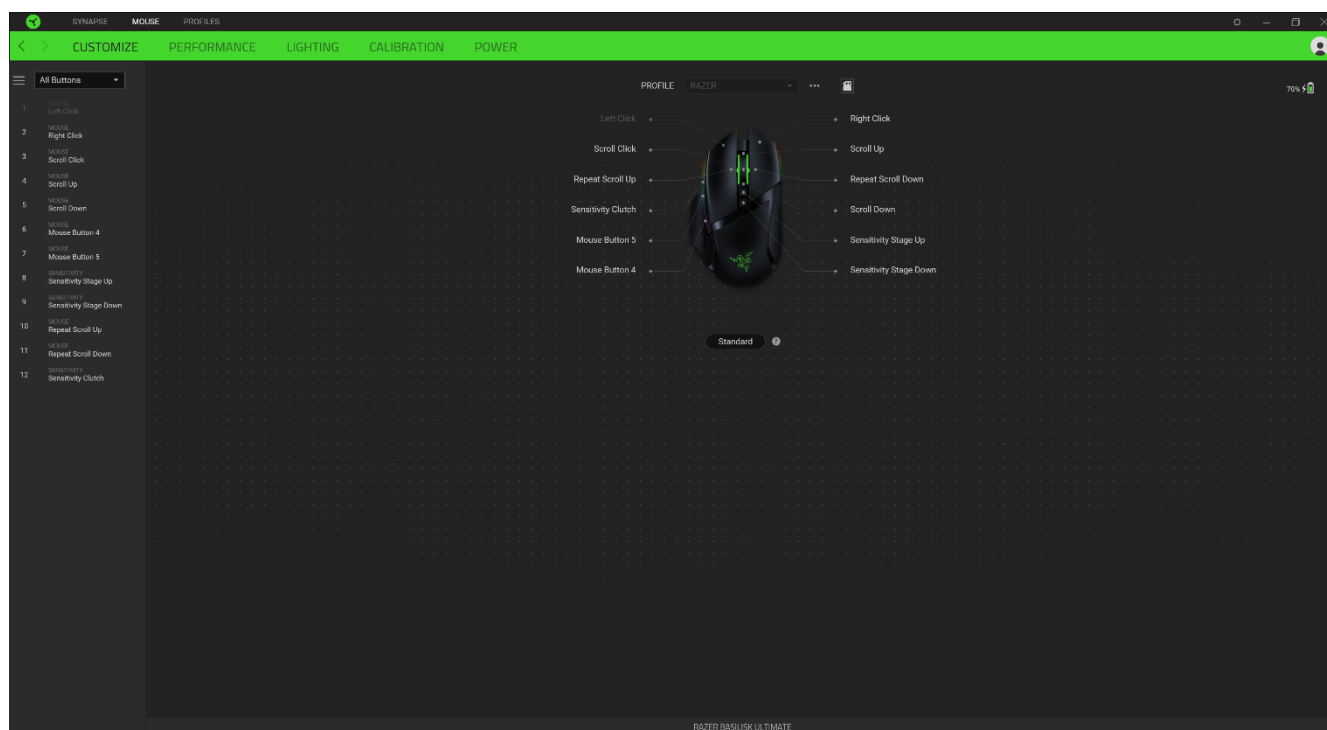 SYNAPSE MOUSE PROFILES
CUSTOMIZE PERFORMANCE LIGHTING CALIBRATION POWER
All Buttons
PROFILE RAZER
70%
1 MOUSE
Left Click
2 MOUSE
Right Click
3 MOUSE
Scroll Click
4 MOUSE
Scroll Up
5 MOUSE
Scroll Down
6 MOUSE
Mouse Button 4
7 MOUSE
Mouse Button 5
8 SENSITIVITY
Sensitivity Stage Up
9 SENSITIVITY
Sensitivity Stage Down
10 MOUSE
Repeat Scroll Up
11 MOUSE
Repeat Scroll Down
12 SENSITIVITY
Sensitivity Clutch
Left Click Right Click
Scroll Click Scroll Up
Repeat Scroll Up Repeat Scroll Down
Sensitivity Clutch Scroll Down
Mouse Button 5 Sensitivity Stage Up
Mouse Button 4 Sensitivity Stage Down
Standard ?
RAZER BASILISK ULTIMATE